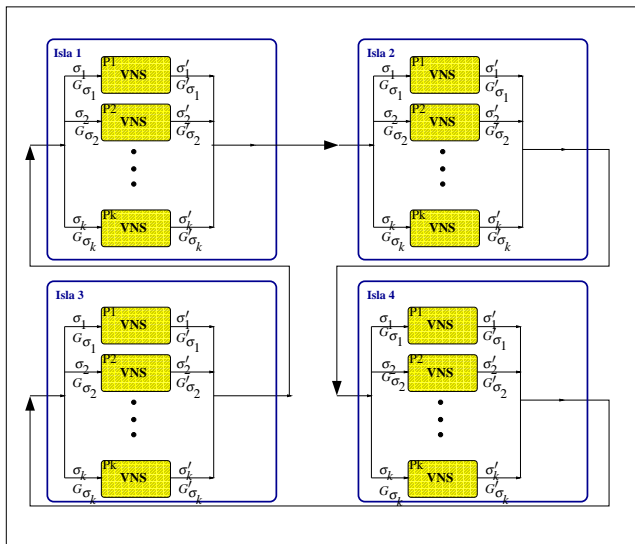 Isla 1
P1
VNS
σ1
Gσ1
σ′1
G′σ1
P2
VNS
σ2
Gσ2
σ′2
G′σ2
Pk
VNS
σk
Gσk
σ′k
G′σk
Isla 2
P1
VNS
σ1
Gσ1
σ′1
G′σ1
P2
VNS
σ2
Gσ2
σ′2
G′σ2
Pk
VNS
σk
Gσk
σ′k
G′σk
Isla 3
P1
VNS
σ1
Gσ1
σ′1
G′σ1
P2
VNS
σ2
Gσ2
σ′2
G′σ2
Pk
VNS
σk
Gσk
σ′k
G′σk
Isla 4
P1
VNS
σ1
Gσ1
σ′1
G′σ1
P2
VNS
σ2
Gσ2
σ′2
G′σ2
Pk
VNS
σk
Gσk
σ′k
G′σk